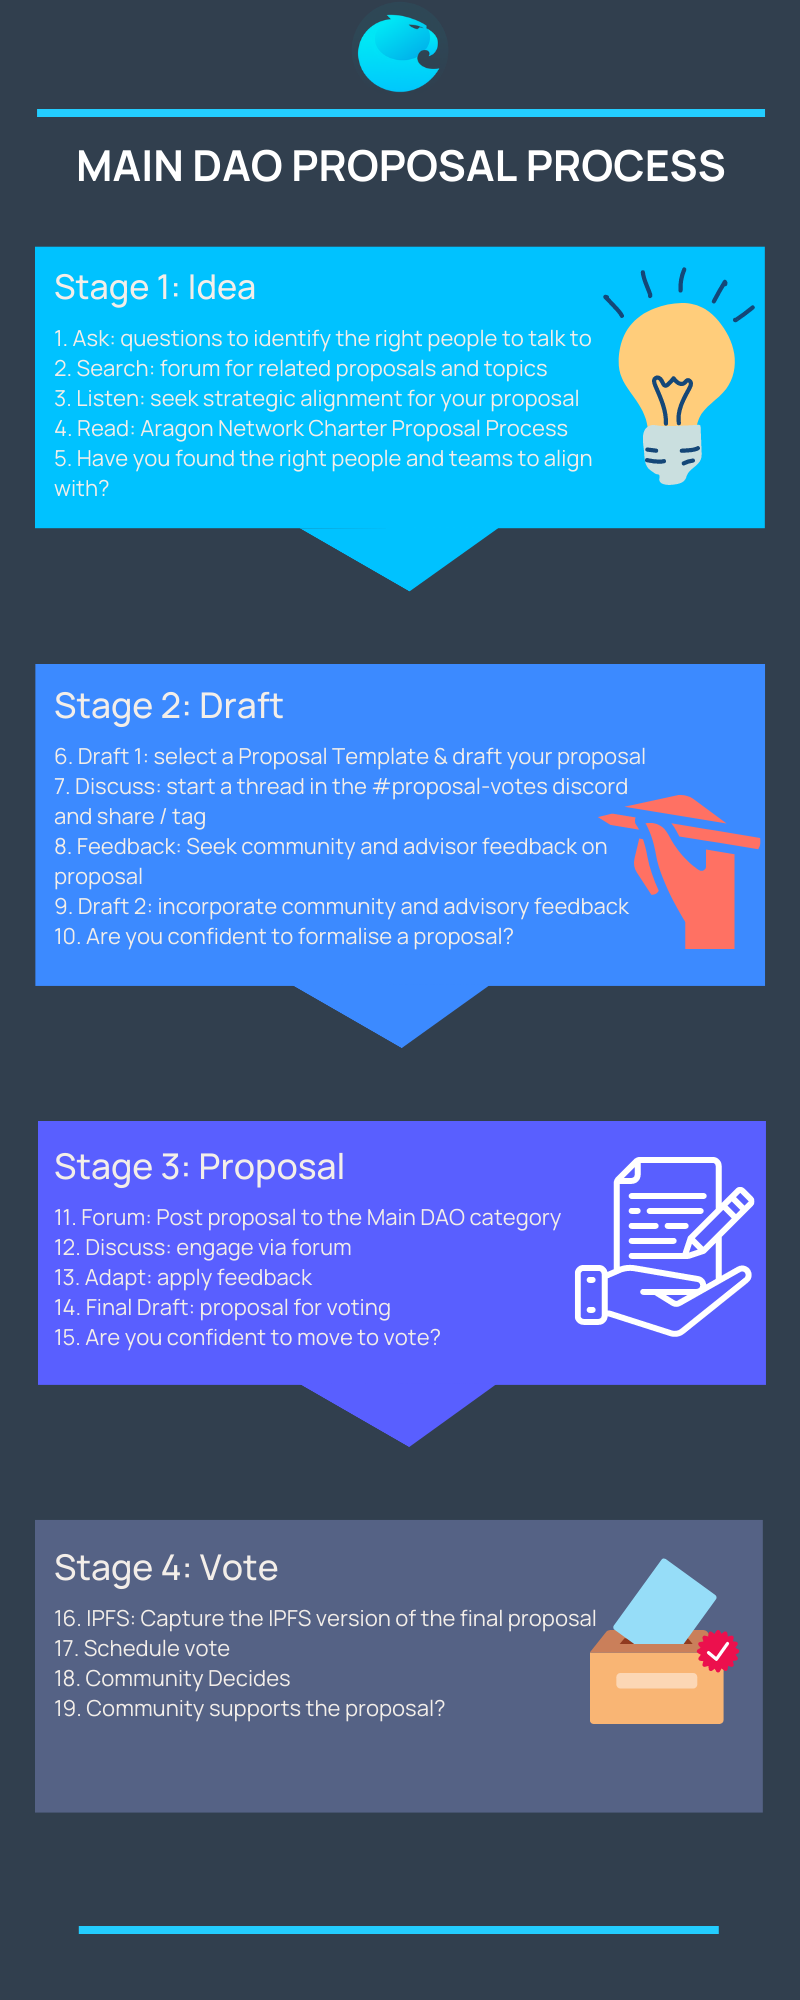 MAIN DAO PROPOSAL PROCESS
Stage 1: Idea
1. Ask: questions to identify the right people to talk to
2. Search: forum for related proposals and topics
3. Listen: seek strategic alignment for your proposal
4. Read: Aragon Network Charter Proposal Process
5. Have you found the right people and teams to align
with?
Stage 2: Draft
6. Draft 1: select a Proposal Template & draft your proposal
7. Discuss: start a thread in the #proposal-votes discord
and share / tag
8. Feedback: Seek community and advisor feedback on
proposal
9. Draft 2: incorporate community and advisory feedback
10. Are you confident to formalise a proposal?
Stage 3: Proposal
11. Forum: Post proposal to the Main DAO category
12. Discuss: engage via forum
13. Adapt: apply feedback
14. Final Draft: proposal for voting
15. Are you confident to move to vote?
Stage 4: Vote
16. IPFS: Capture the IPFS version of the final proposal
17. Schedule vote
18. Community Decides
19. Community supports the proposal?